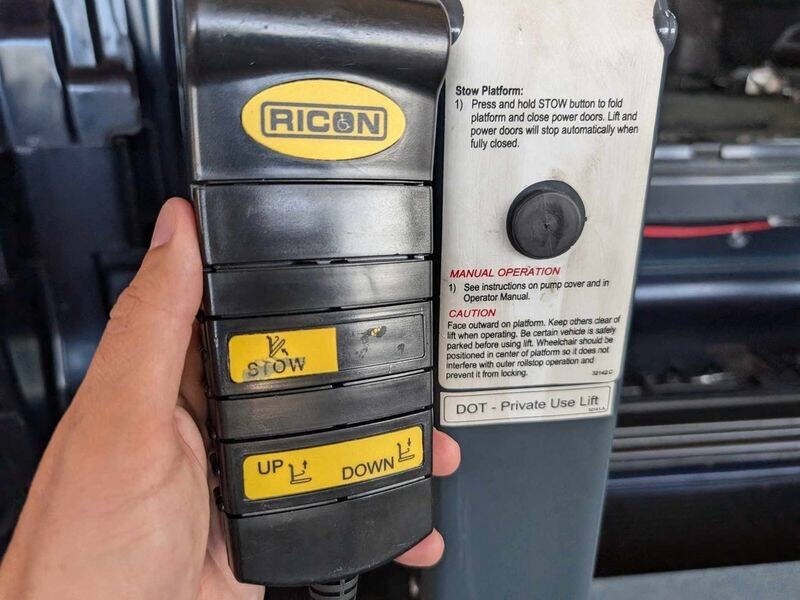 RICON
STOW
UP DOWN
Stow Platform:
1) Press and hold STOW button to fold
platform and close power doors. Lift and
power doors will stop automatically when
fully closed.
MANUAL OPERATION
1) See instructions on pump cover and in
Operator Manual.
CAUTION
Face outward on platform. Keep others clear of
lift when operating. Be certain vehicle is safely
parked before using lift. Wheelchair should be
positioned in center of platform so it does not
interfere with outer rollstop operation and
prevent it from locking.
32142 C
DOT - Private Use Lift